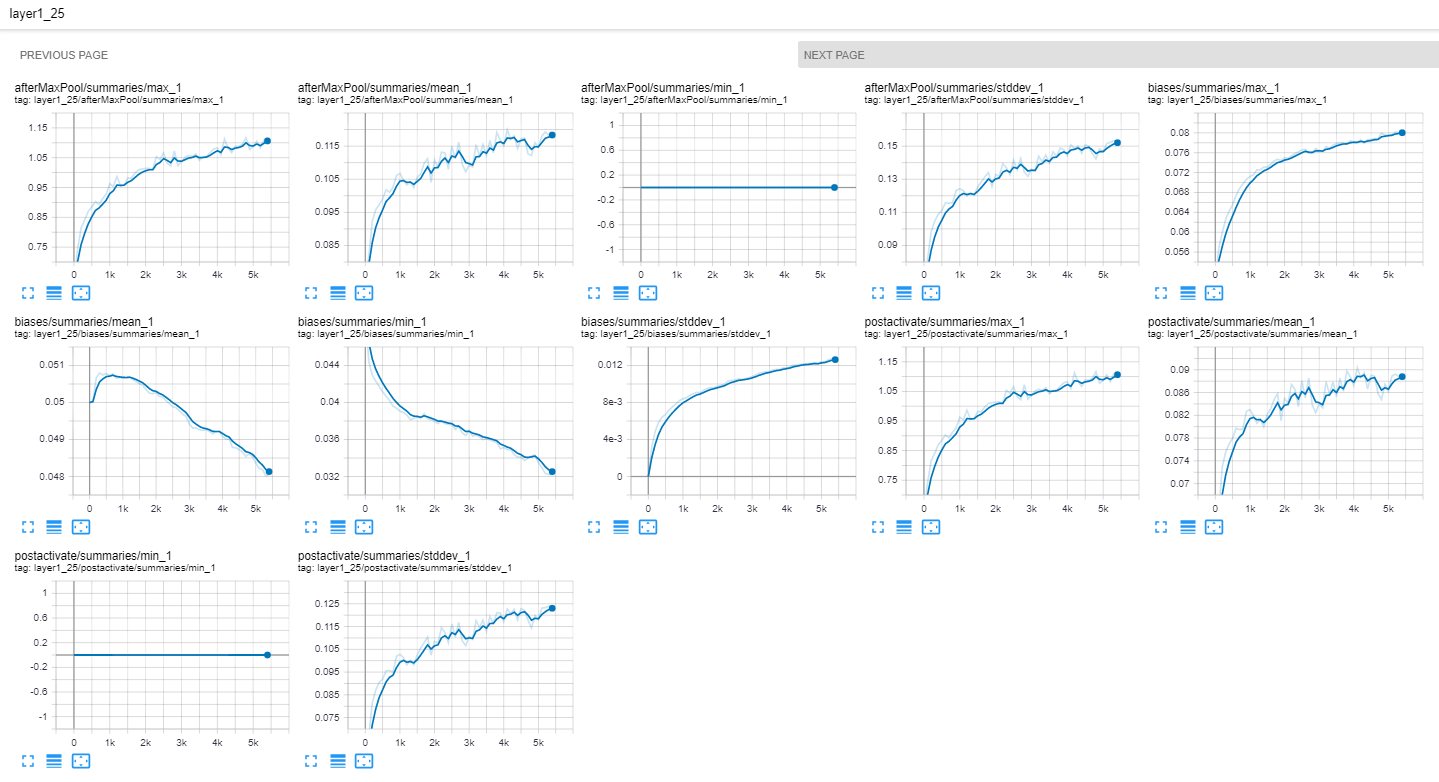 layer1_25
PREVIOUS PAGE
NEXT PAGE
afterMaxPool/summaries/max_1
tag: layer1_25/afterMaxPool/summaries/max_1
1.15
1.05
0.95
0.85
0.75
0 1k 2k 3k 4k 5k
afterMaxPool/summaries/mean_1
tag: layer1_25/afterMaxPool/summaries/mean_1
0.115
0.105
0.095
0.085
0 1k 2k 3k 4k 5k
afterMaxPool/summaries/min_1
tag: layer1_25/afterMaxPool/summaries/min_1
1
0.6
0.2
-0.2
-0.6
-1
0 1k 2k 3k 4k 5k
afterMaxPool/summaries/stddev_1
tag: layer1_25/afterMaxPool/summaries/stddev_1
0.15
0.13
0.11
0.09
0 1k 2k 3k 4k 5k
biases/summaries/max_1
tag: layer1_25/biases/summaries/max_1
0.08
0.076
0.072
0.068
0.064
0.06
0.056
0 1k 2k 3k 4k 5k
biases/summaries/mean_1
tag: layer1_25/biases/summaries/mean_1
0.051
0.05
0.049
0.048
0 1k 2k 3k 4k 5k
biases/summaries/min_1
tag: layer1_25/biases/summaries/min_1
0.044
0.04
0.036
0.032
0 1k 2k 3k 4k 5k
biases/summaries/stddev_1
tag: layer1_25/biases/summaries/stddev_1
0.012
8e-3
4e-3
0
0 1k 2k 3k 4k 5k
postactivate/summaries/max_1
tag: layer1_25/postactivate/summaries/max_1
1.15
1.05
0.95
0.85
0.75
0 1k 2k 3k 4k 5k
postactivate/summaries/mean_1
tag: layer1_25/postactivate/summaries/mean_1
0.09
0.086
0.082
0.078
0.074
0.07
0 1k 2k 3k 4k 5k
postactivate/summaries/min_1
tag: layer1_25/postactivate/summaries/min_1
1
0.6
0.2
-0.2
-0.6
-1
0 1k 2k 3k 4k 5k
postactivate/summaries/stddev_1
tag: layer1_25/postactivate/summaries/stddev_1
0.125
0.115
0.105
0.095
0.085
0.075
0 1k 2k 3k 4k 5k